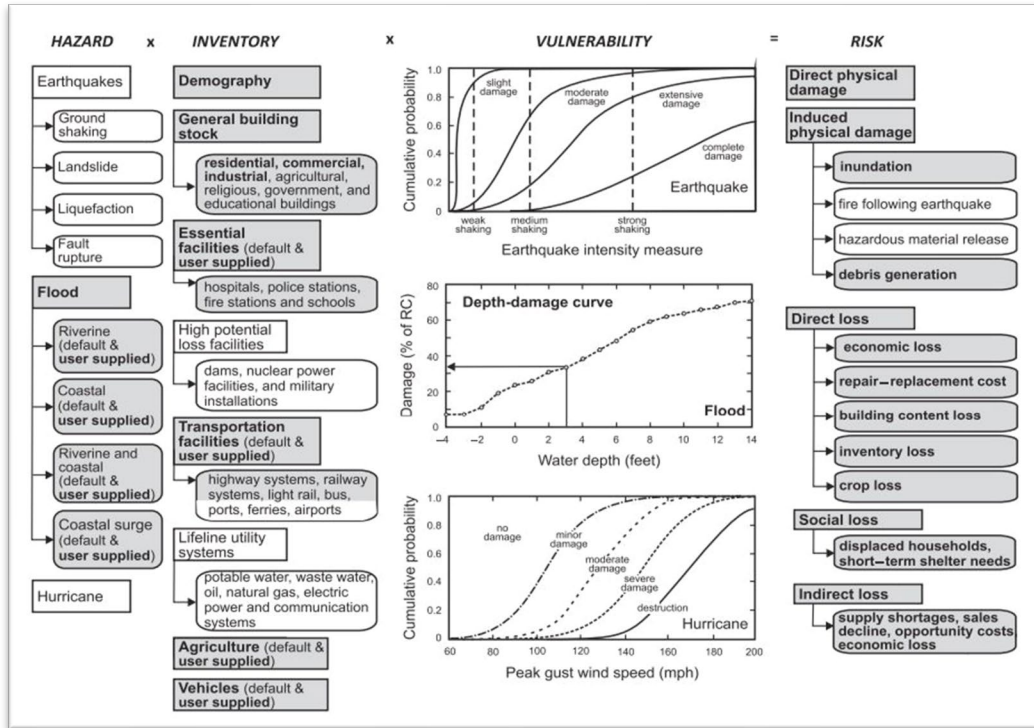 HAZARD x INVENTORY x VULNERABILITY = RISK
Earthquakes
Ground
shaking
Landslide
Liquefaction
Fault
rupture
Flood
Riverine
(default &
user supplied)
Coastal
(default &
user supplied)
Riverine and
coastal
(default &
user supplied)
Coastal surge
(default &
user supplied)
Hurricane
Demography
General building
stock
residential, commercial,
industrial, agricultural,
religious, government, and
educational buildings
Essential
facilities (default &
user supplied)
hospitals, police stations,
fire stations and schools
High potential
loss facilities
dams, nuclear power
facilities, and military
installations
Transportation
facilities (default &
user supplied)
highway systems, railway
systems, light rail, bus,
ports, ferries, airports
Lifeline utility
systems
potable water, waste water,
oil, natural gas, electric
power and communication
systems
Agriculture (default &
user supplied)
Vehicles (default &
user supplied)
Cumulative probability
1.0
0.8
0.6
0.4
0.2
0
slight
damage
moderate
damage
extensive
damage
complete
damage
Earthquake
weak
shaking
medium
shaking
strong
shaking
Earthquake intensity measure
Damage (% of RC)
80
60
40
20
0
Depth-damage curve
Flood
–4 –2 0 2 4 6 8 10 12 14
Water depth (feet)
Cumulative probability
1.0
0.8
0.6
0.4
0.2
0
no
damage
minor
damage
moderate
damage
severe
damage
destruction
Hurricane
60 80 100 120 140 160 180 200
Peak gust wind speed (mph)
Direct physical
damage
Induced
physical damage
inundation
fire following earthquake
hazardous material release
debris generation
Direct loss
economic loss
repair–replacement cost
building content loss
inventory loss
crop loss
Social loss
displaced households,
short–term shelter needs
Indirect loss
supply shortages, sales
decline, opportunity costs,
economic loss